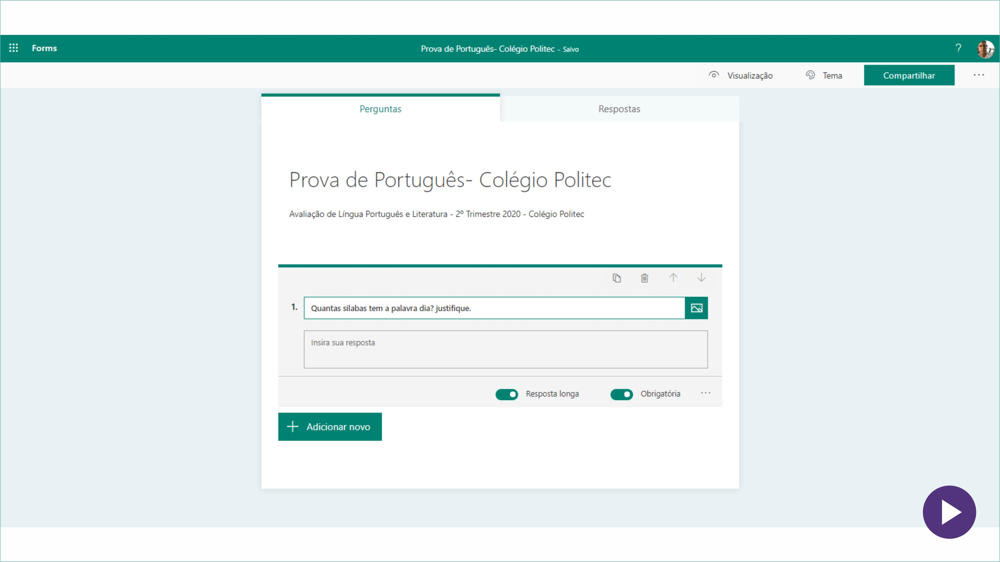 Forms
Prova de Português- Colégio Politec - Salvo
?
Visualização
Tema
Compartilhar
Perguntas
Respostas
Prova de Português- Colégio Politec
Avaliação de Língua Português e Literatura - 2º Trimestre 2020 - Colégio Politec
1.
Quantas silabas tem a palavra dia? justifique.
Insira sua resposta
Resposta longa
Obrigatória
Adicionar novo